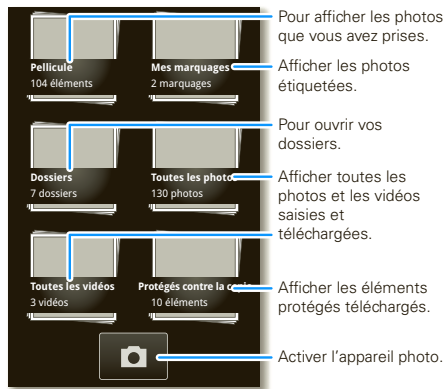 Pour afficher les photos
que vous avez prises.
Pellicule
104 éléments
Mes marquages
2 marquages
Afficher les photos
étiquetées.
Pour ouvrir vos
dossiers.
Dossiers
7 dossiers
Toutes les photos
130 photos
Afficher toutes les
photos et les vidéos
saisies et
téléchargées.
Toutes les vidéos
3 vidéos
Protégés contre la copie
10 éléments
Afficher les éléments
protégés téléchargés.
Activer l'appareil photo.